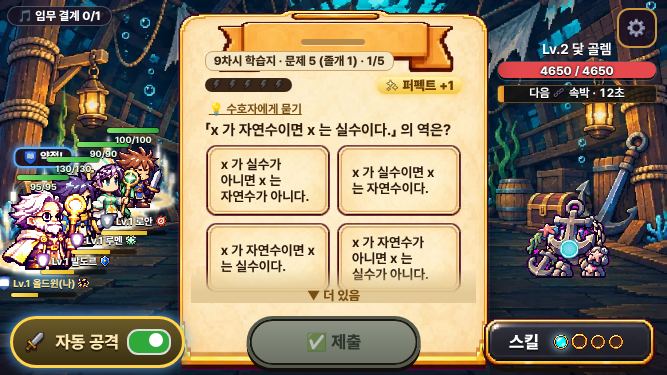 임무 결계 0/1
9차시 학습지 · 문제 5 (졸개 1) · 1/5
퍼펙트 +1
수호자에게 묻기
「x 가 자연수이면 x 는 실수이다.」 의 역은?
x 가 실수가
아니면 x 는
자연수가 아니다.
x 가 실수이면 x
는 자연수이다.
x 가 자연수이면 x
는 실수이다.
x 가 자연수가
아니면 x 는
실수가 아니다.
▼ 더 있음
Lv.2 닻 골렘
4650 / 4650
다음 속박 · 12초
100/100
90/90
130/130
95/95
Lv.1 로안
Lv.1 루멘
Lv.1 발도르
Lv.1 올드윈(나)
자동 공격
제출
스킬